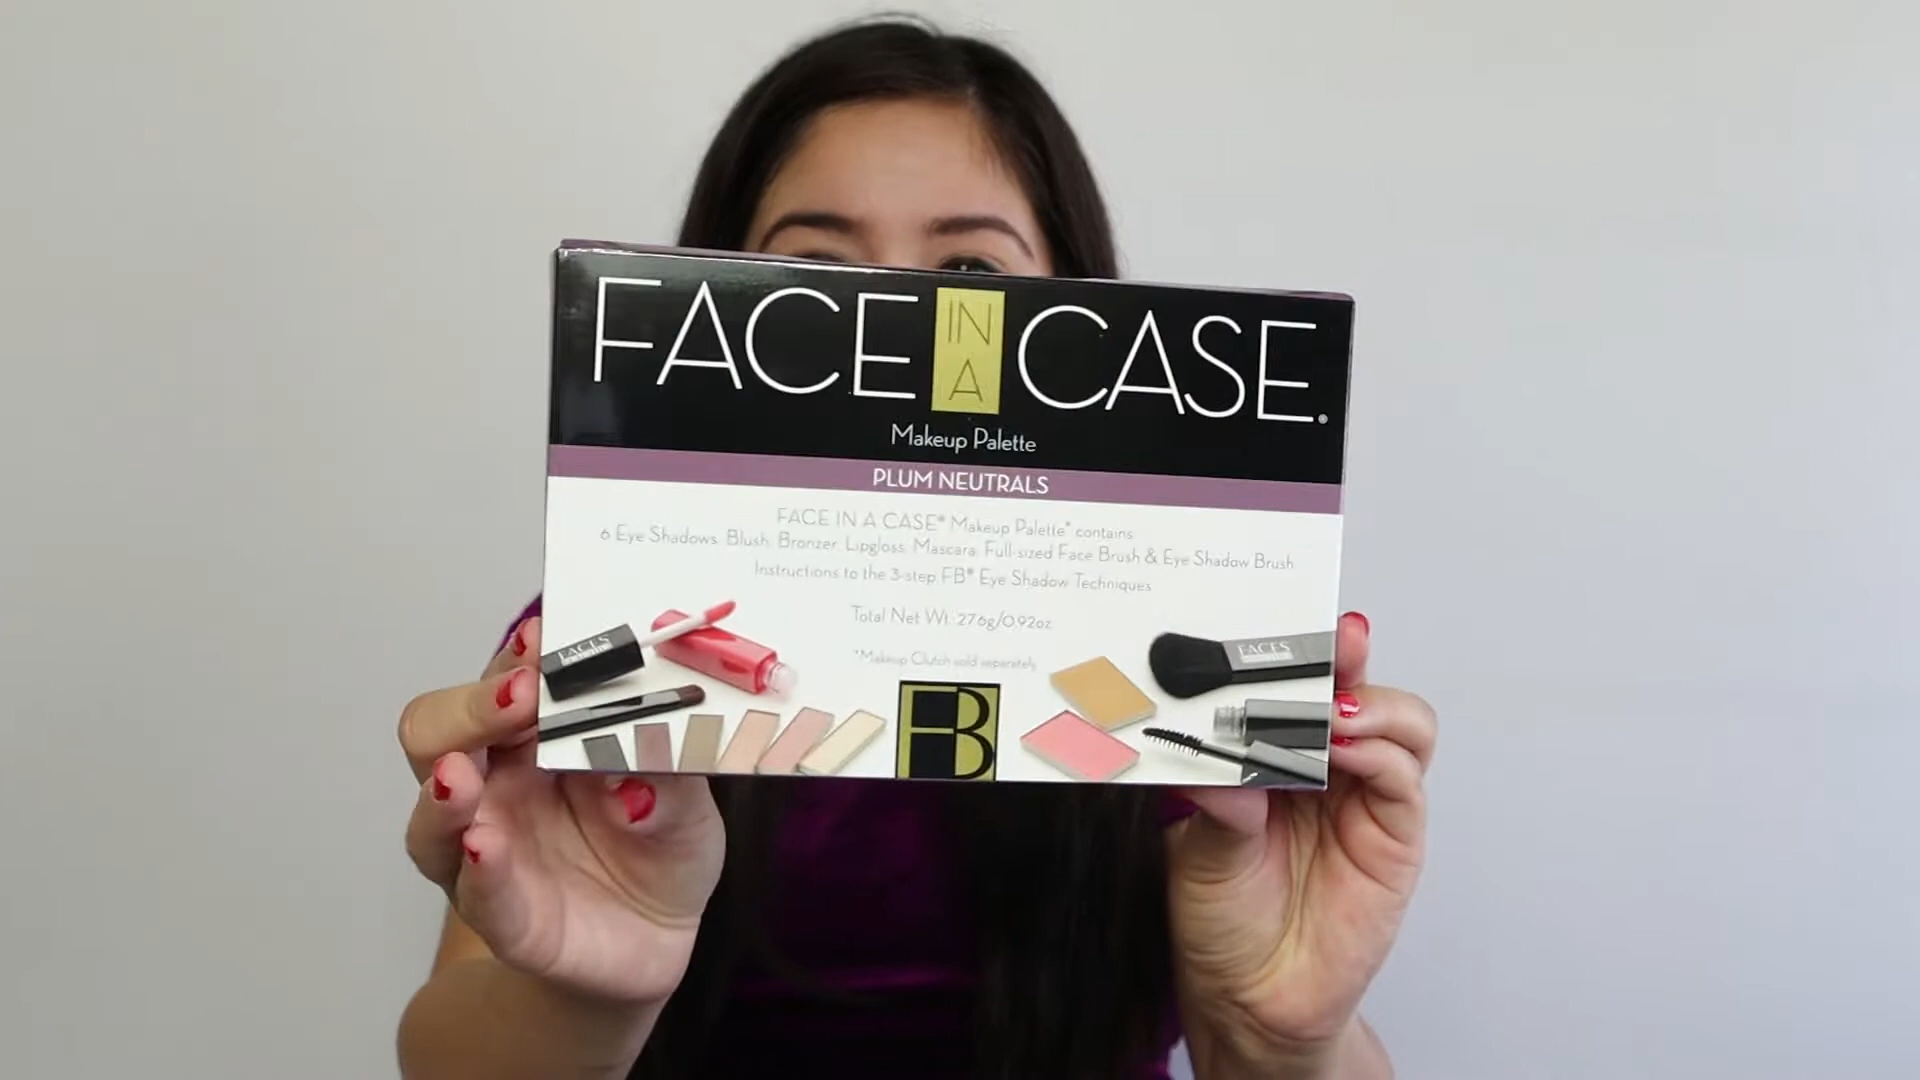 FACE IN A CASE®
Makeup Palette
PLUM NEUTRALS
FACE IN A CASE® Makeup Palette* contains
6 Eye Shadows, Blush, Bronzer, Lipgloss, Mascara, Full-sized Face Brush & Eye Shadow Brush
Instructions to the 3-step FB® Eye Shadow Techniques
Total Net Wt. 27.6g/0.92oz
*Makeup Clutch sold separately
FACES
FACES
FB